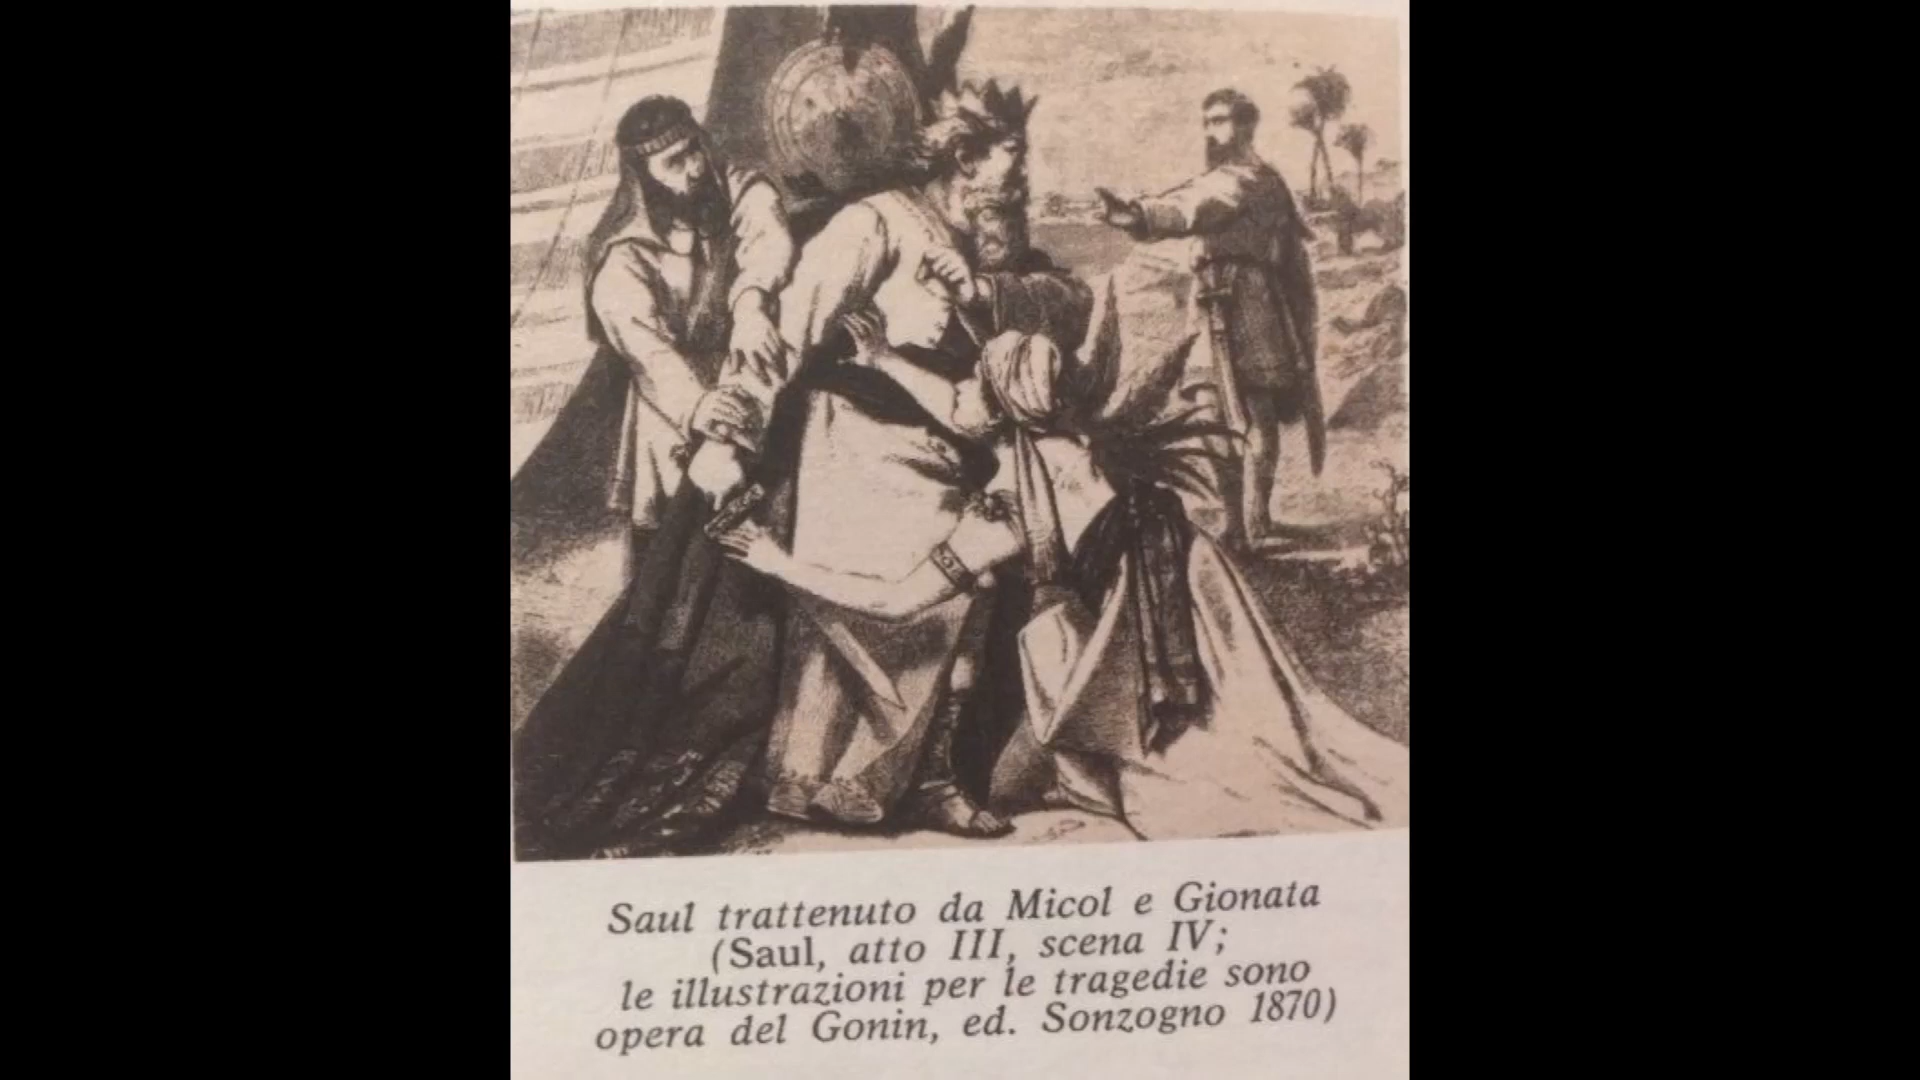 Saul trattenuto da Micol e Gionata
(Saul, atto III, scena IV;
le illustrazioni per le tragedie sono
opera del Gonin, ed. Sonzogno 1870)